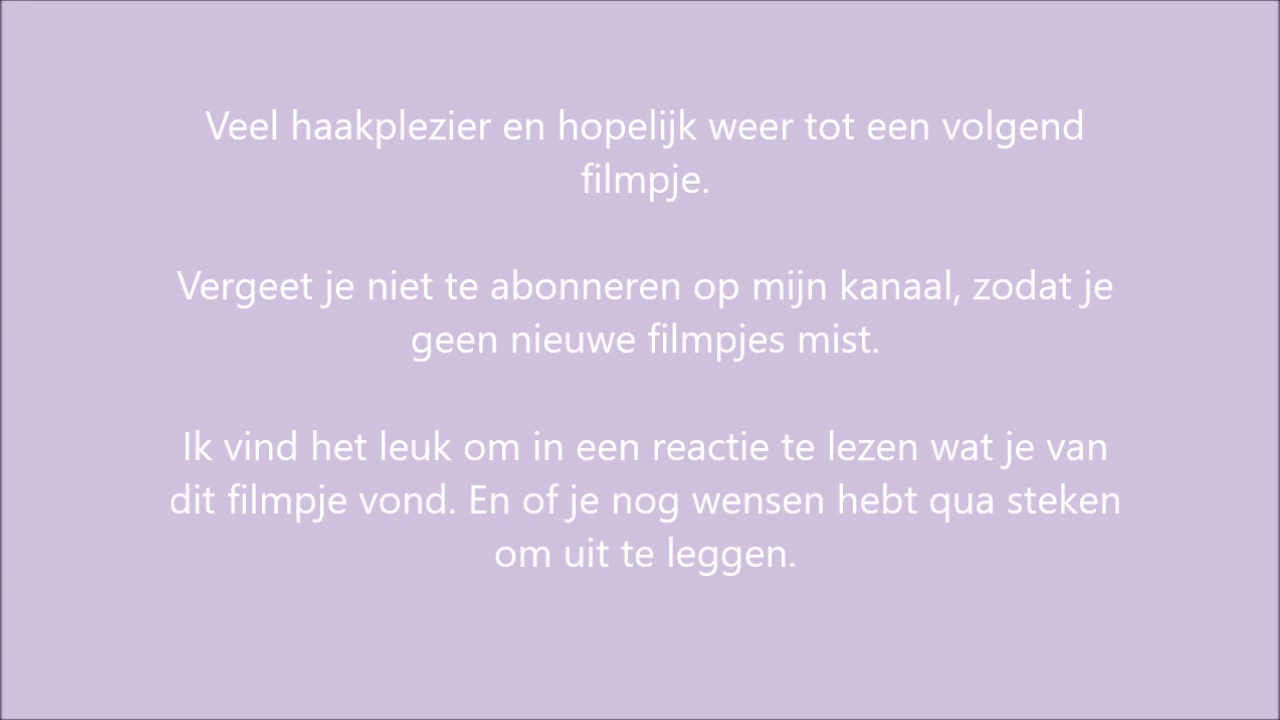 Veel haakplezier en hopelijk weer tot een volgend
filmpje.
Vergeet je niet te abonneren op mijn kanaal, zodat je
geen nieuwe filmpjes mist.
Ik vind het leuk om in een reactie te lezen wat je van
dit filmpje vond. En of je nog wensen hebt qua steken
om uit te leggen.